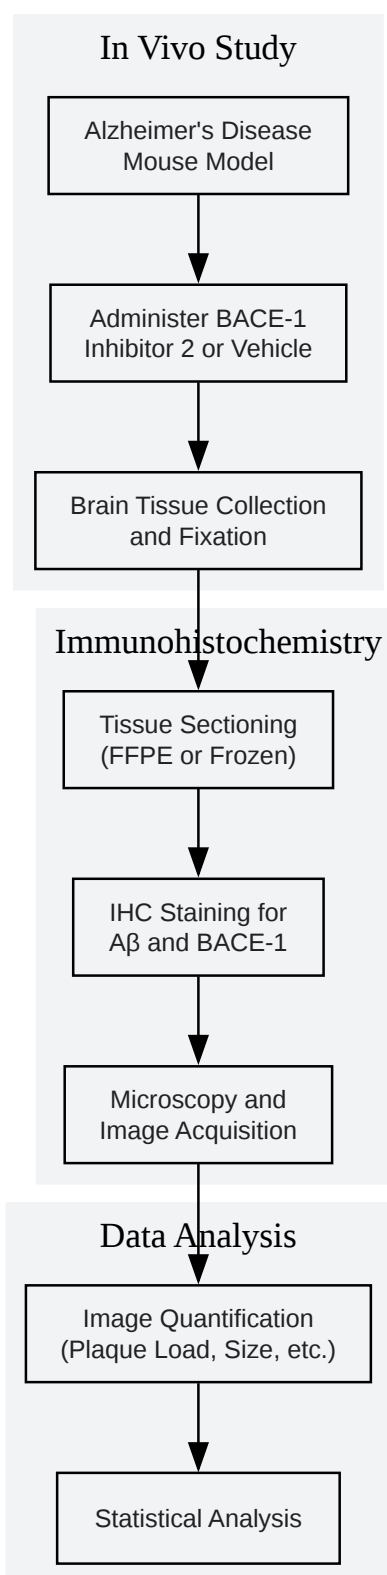 In Vivo Study
Alzheimer's Disease
Mouse Model
Administer BACE-1
Inhibitor 2 or Vehicle
Brain Tissue Collection
and Fixation
Immunohistochemistry
Tissue Sectioning
(FFPE or Frozen)
IHC Staining for
Aβ and BACE-1
Microscopy and
Image Acquisition
Data Analysis
Image Quantification
(Plaque Load, Size, etc.)
Statistical Analysis